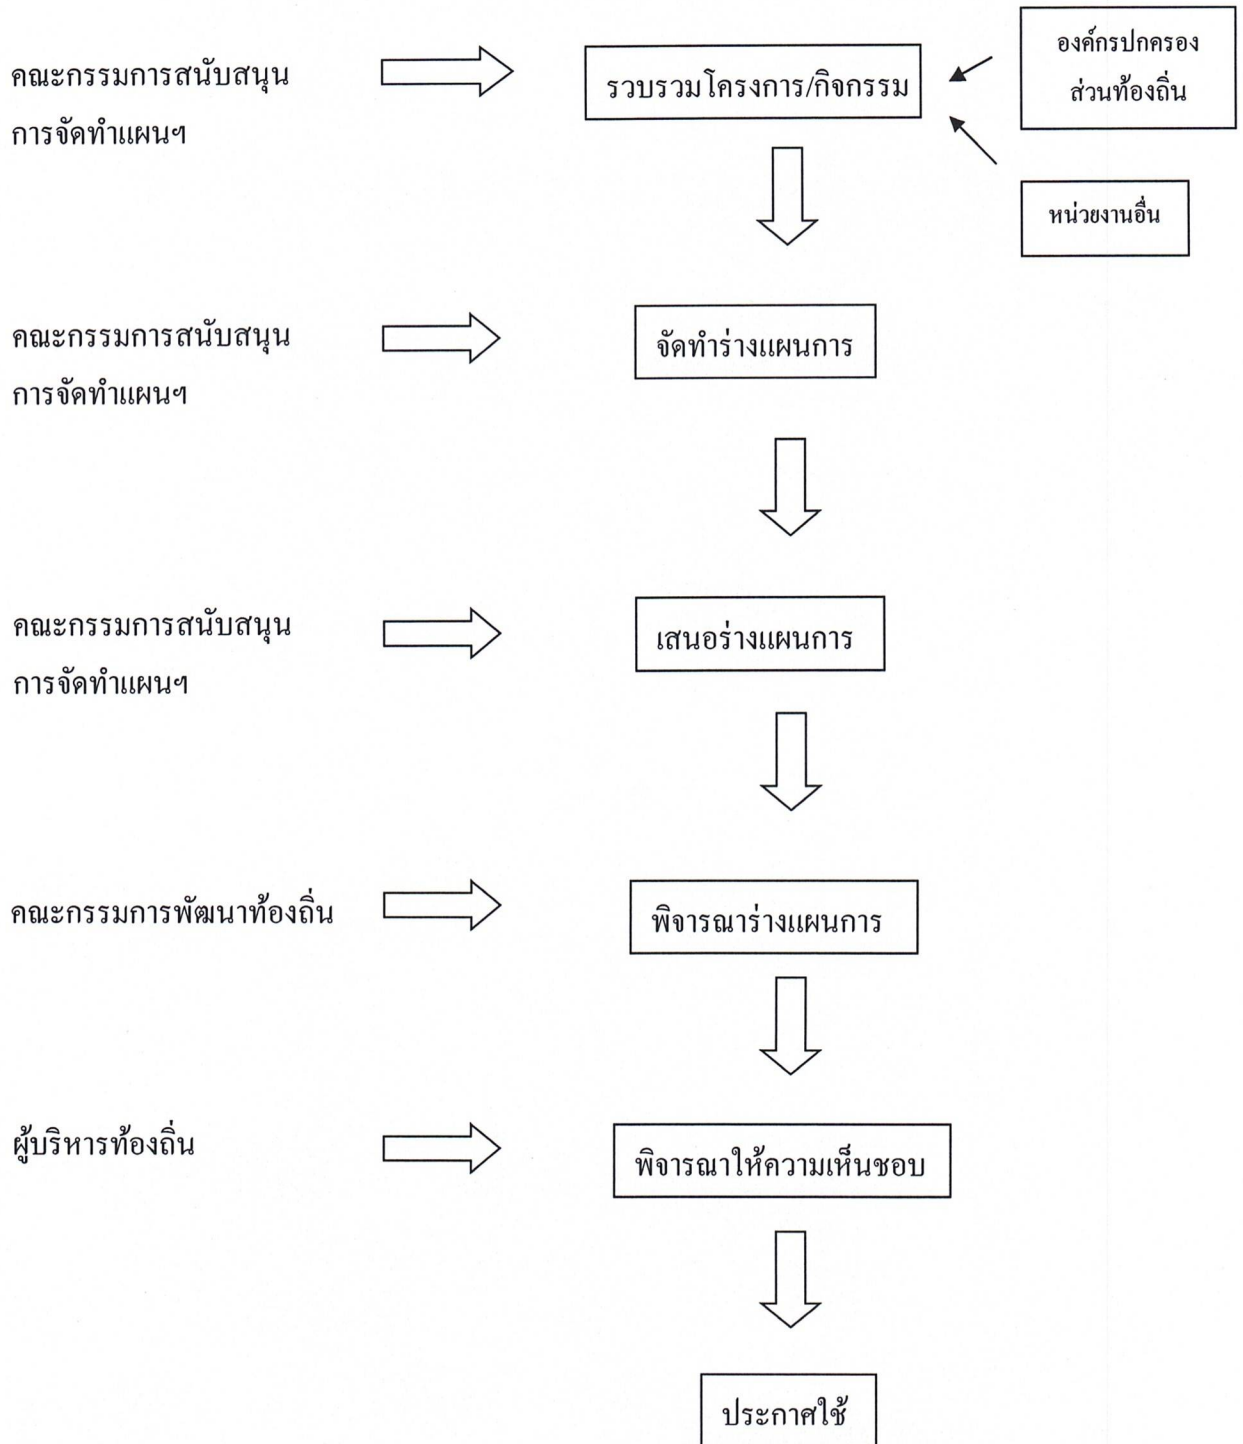 องค์กรปกครอง
ส่วนท้องถิ่น
คณะกรรมการสนับสนุน
การจัดทำแผนฯ
รวบรวมโครงการ/กิจกรรม
หน่วยงานอื่น
คณะกรรมการสนับสนุน
การจัดทำแผนฯ
จัดทำร่างแผนการ
คณะกรรมการสนับสนุน
การจัดทำแผนฯ
เสนอร่างแผนการ
คณะกรรมการพัฒนาท้องถิ่น
พิจารณาร่างแผนการ
ผู้บริหารท้องถิ่น
พิจารณาให้ความเห็นชอบ
ประกาศใช้